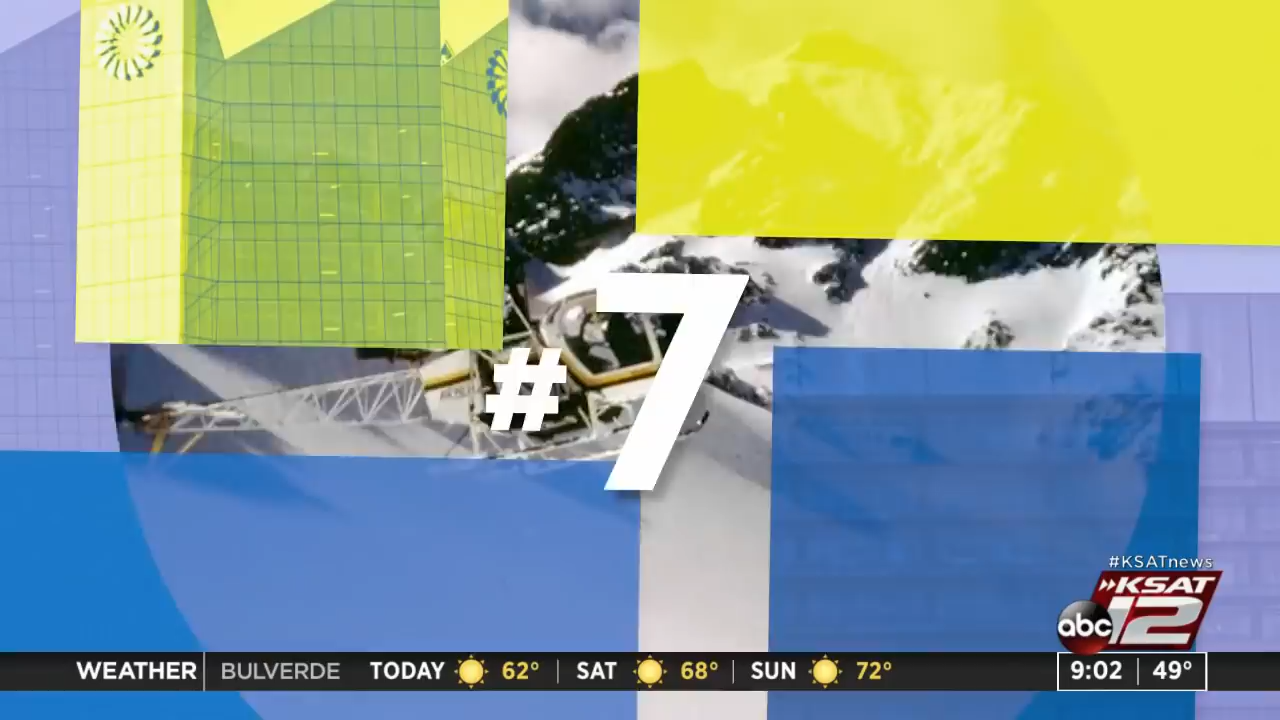 #7
#KSATnews
KSAT
abc 12
WEATHER BULVERDE TODAY 62° SAT 68° SUN 72°
9:02 49°